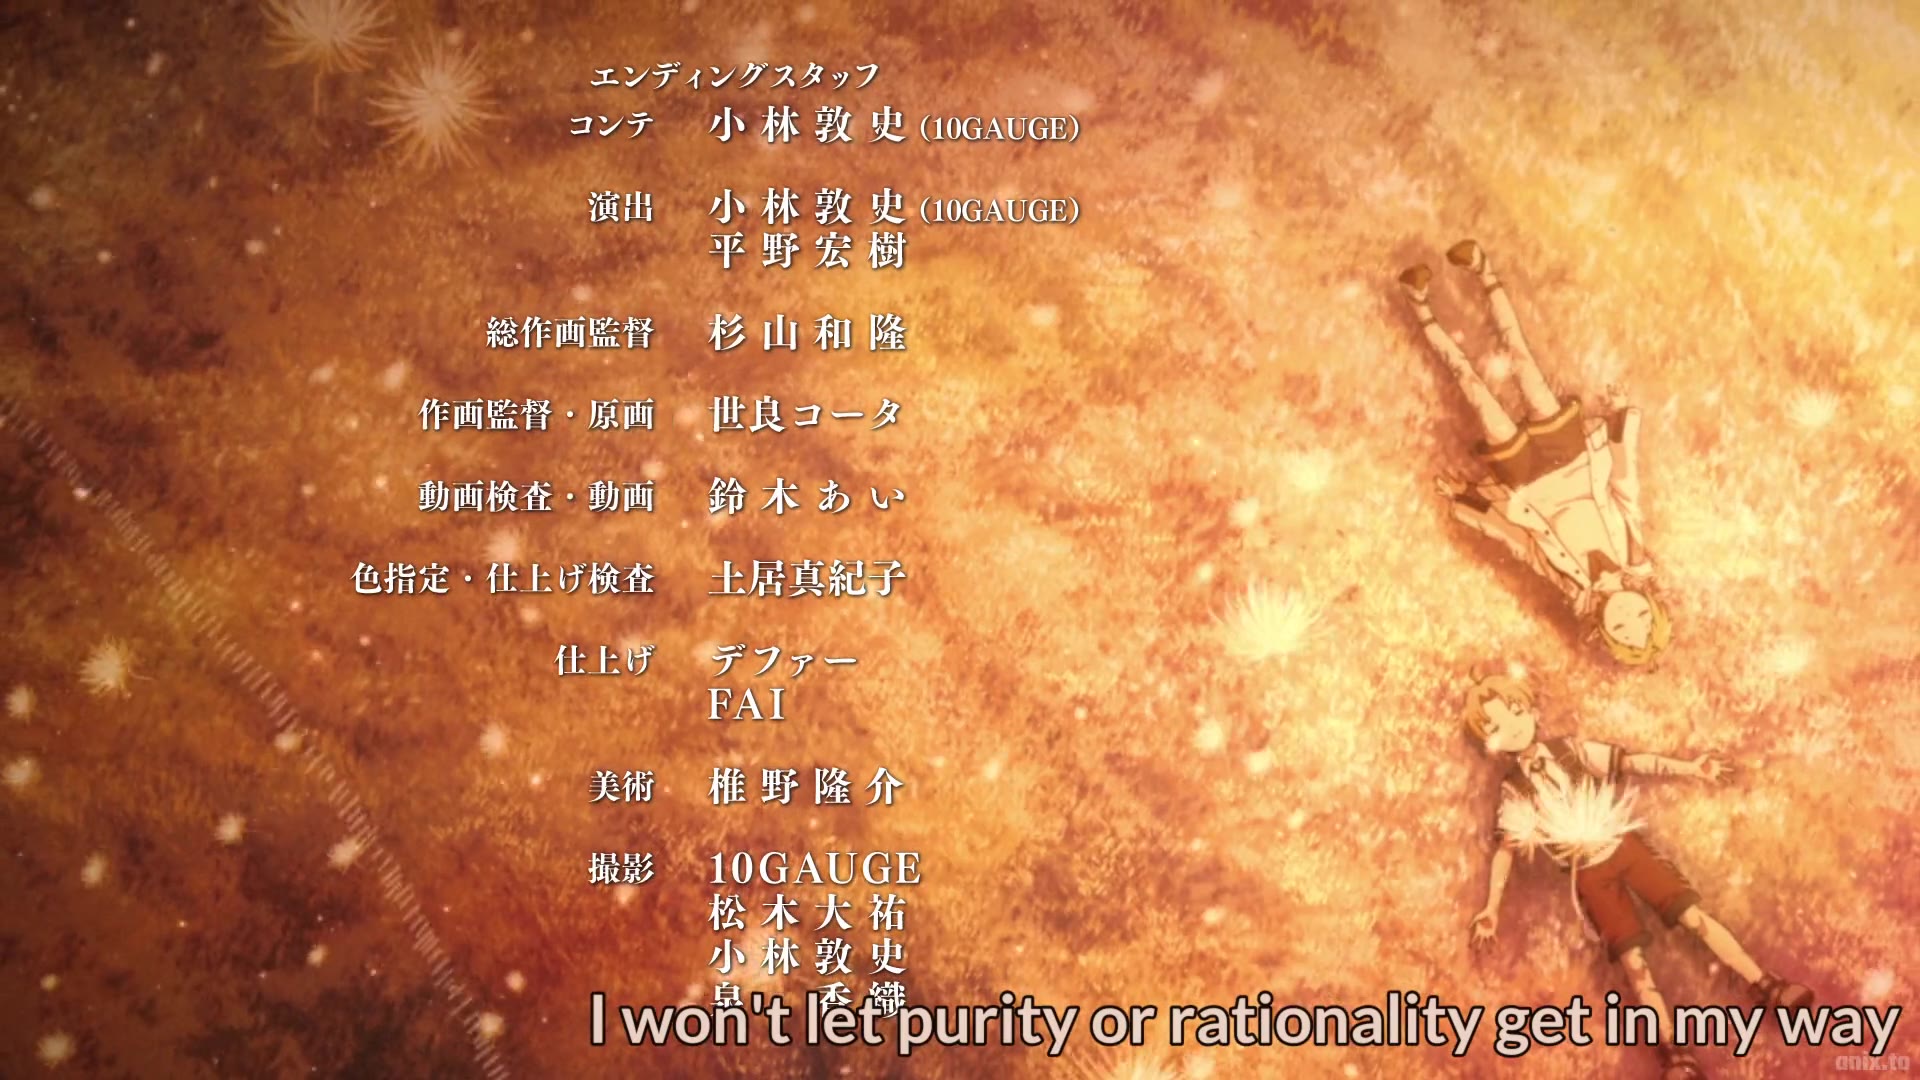 エンディングスタッフ
コンテ 小林敦史(10GAUGE)
演出 小林敦史(10GAUGE)
平野宏樹
総作画監督 杉山和隆
作画監督・原画 世良コータ
動画検査・動画 鈴木あい
色指定・仕上げ検査 土居真紀子
仕上げ デファー
FAI
美術 椎野隆介
撮影 10GAUGE
松木大祐
小林敦史
泉 香織
I won't let purity or rationality get in my way
anix.to